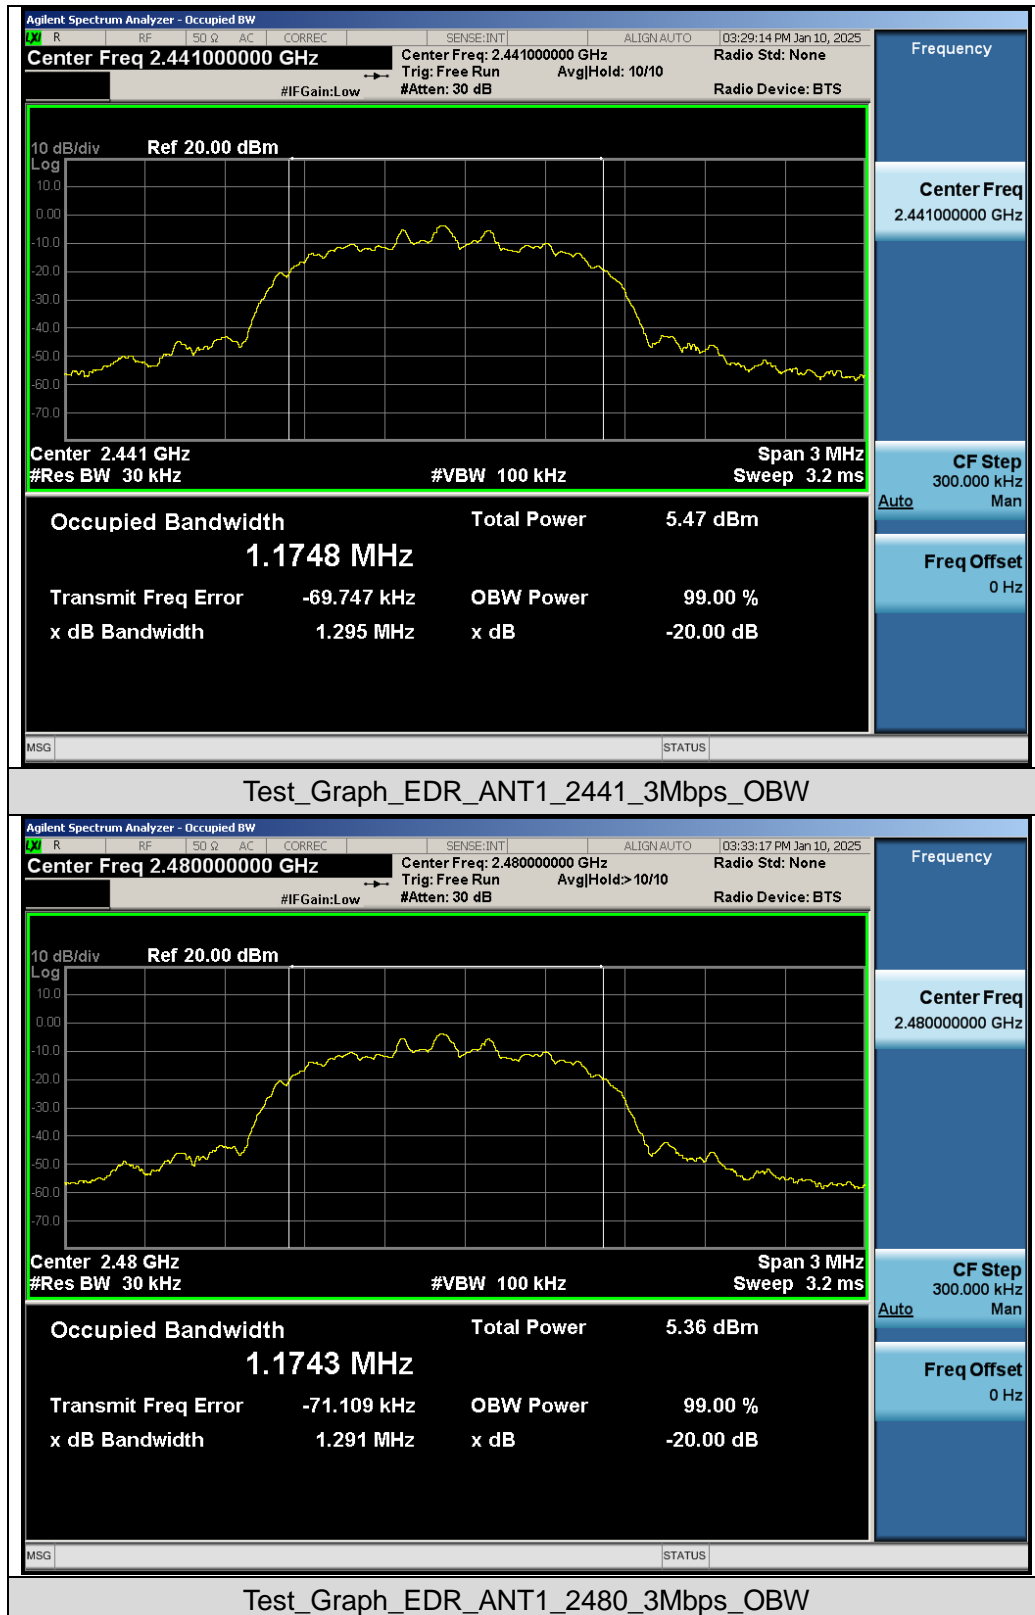 Agilent Spectrum Analyzer - Occupied BW
LXI R RF 50 Ω AC CORREC SENSE:INT ALIGN AUTO 03:29:14 PM Jan 10, 2025
Center Freq 2.441000000 GHz
Center Freq: 2.441000000 GHz Radio Std: None
Trig: Free Run Avg|Hold: 10/10
#IFGain:Low #Atten: 30 dB Radio Device: BTS
10 dB/div Ref 20.00 dBm
Log
10.0
0.00
-10.0
-20.0
-30.0
-40.0
-50.0
-60.0
-70.0
Center 2.441 GHz Span 3 MHz
#Res BW 30 kHz #VBW 100 kHz Sweep 3.2 ms
Occupied Bandwidth Total Power 5.47 dBm
1.1748 MHz
Transmit Freq Error -69.747 kHz OBW Power 99.00 %
x dB Bandwidth 1.295 MHz x dB -20.00 dB
MSG STATUS
Frequency
Center Freq
2.441000000 GHz
CF Step
300.000 kHz
Auto Man
Freq Offset
0 Hz
Test_Graph_EDR_ANT1_2441_3Mbps_OBW
Agilent Spectrum Analyzer - Occupied BW
LXI R RF 50 Ω AC CORREC SENSE:INT ALIGN AUTO 03:33:17 PM Jan 10, 2025
Center Freq 2.480000000 GHz
Center Freq: 2.480000000 GHz Radio Std: None
Trig: Free Run Avg|Hold:>10/10
#IFGain:Low #Atten: 30 dB Radio Device: BTS
10 dB/div Ref 20.00 dBm
Log
10.0
0.00
-10.0
-20.0
-30.0
-40.0
-50.0
-60.0
-70.0
Center 2.48 GHz Span 3 MHz
#Res BW 30 kHz #VBW 100 kHz Sweep 3.2 ms
Occupied Bandwidth Total Power 5.36 dBm
1.1743 MHz
Transmit Freq Error -71.109 kHz OBW Power 99.00 %
x dB Bandwidth 1.291 MHz x dB -20.00 dB
MSG STATUS
Frequency
Center Freq
2.480000000 GHz
CF Step
300.000 kHz
Auto Man
Freq Offset
0 Hz
Test_Graph_EDR_ANT1_2480_3Mbps_OBW